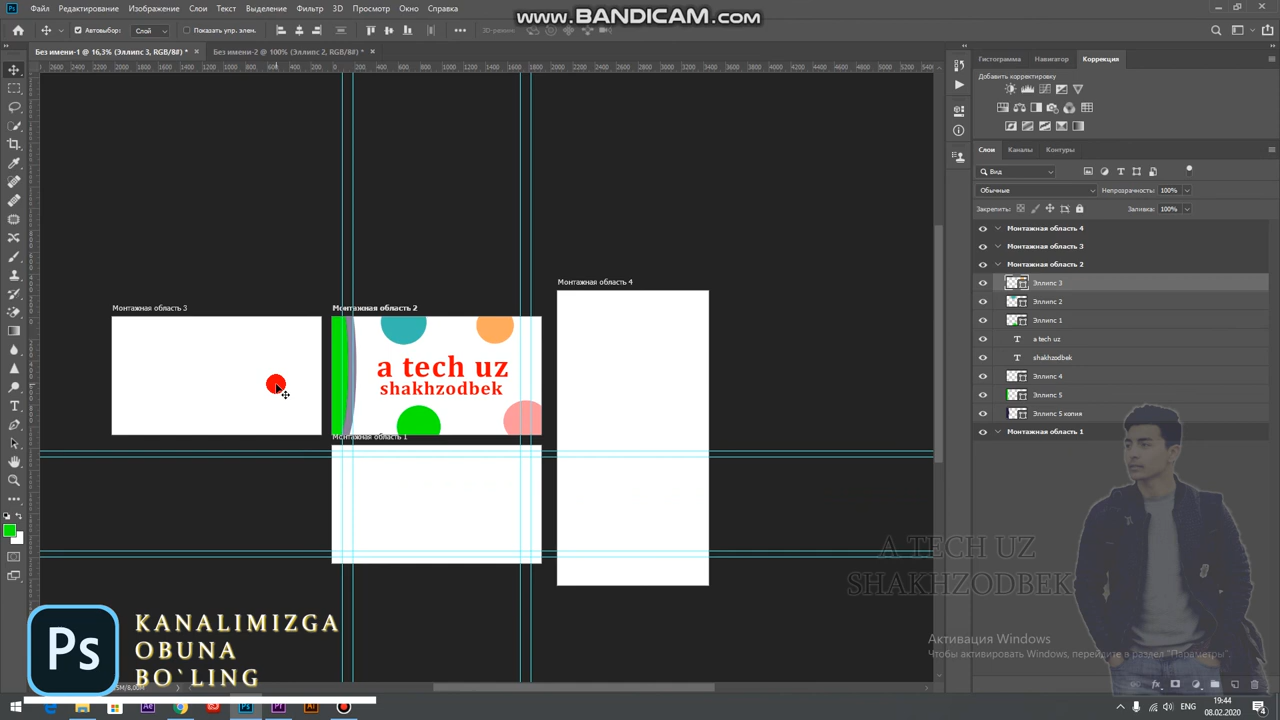 www.BANDICAM.com
Файл Редактирование Изображение Слои Текст Выделение Фильтр 3D Просмотр Окно Справка
Автовыбор: Слой Показать упр. элем. 3D-режим:
Без имени-1 @ 16,3% (Эллипс 3, RGB/8#) * × Без имени-2 @ 100% (Эллипс 2, RGB/8#) * ×
Гистограмма Навигатор Коррекция
Добавить корректировку
Слои Каналы Контуры
Вид
Обычные Непрозрачность: 100%
Закрепить: Заливка: 100%
Монтажная область 4
Монтажная область 3
Монтажная область 2
Эллипс 3
Эллипс 2
Эллипс 1
a tech uz
shakhzodbek
Эллипс 4
Эллипс 5
Эллипс 5 копия
Монтажная область 1
Монтажная область 4
Монтажная область 3
Монтажная область 2
a tech uz
shakhzodbek
Монтажная область 1
A TECH UZ
SHAKHZODBEK
Ps
KANALIMIZGA
OBUNA
BO`LING
Активация Windows
Чтобы активировать Windows, перейдите в раздел "Параметры".
ENG
19:44
08.02.2020